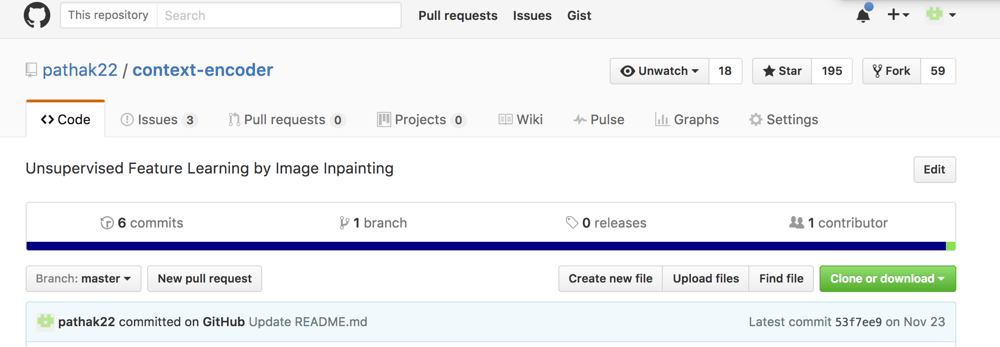 This repository Search Pull requests Issues Gist
pathak22 / context-encoder Unwatch 18 Star 195 Fork 59
Code Issues 3 Pull requests 0 Projects 0 Wiki Pulse Graphs Settings
Unsupervised Feature Learning by Image Inpainting Edit
6 commits 1 branch 0 releases 1 contributor
Branch: master New pull request Create new file Upload files Find file Clone or download
pathak22 committed on GitHub Update README.md Latest commit 53f7ee9 on Nov 23